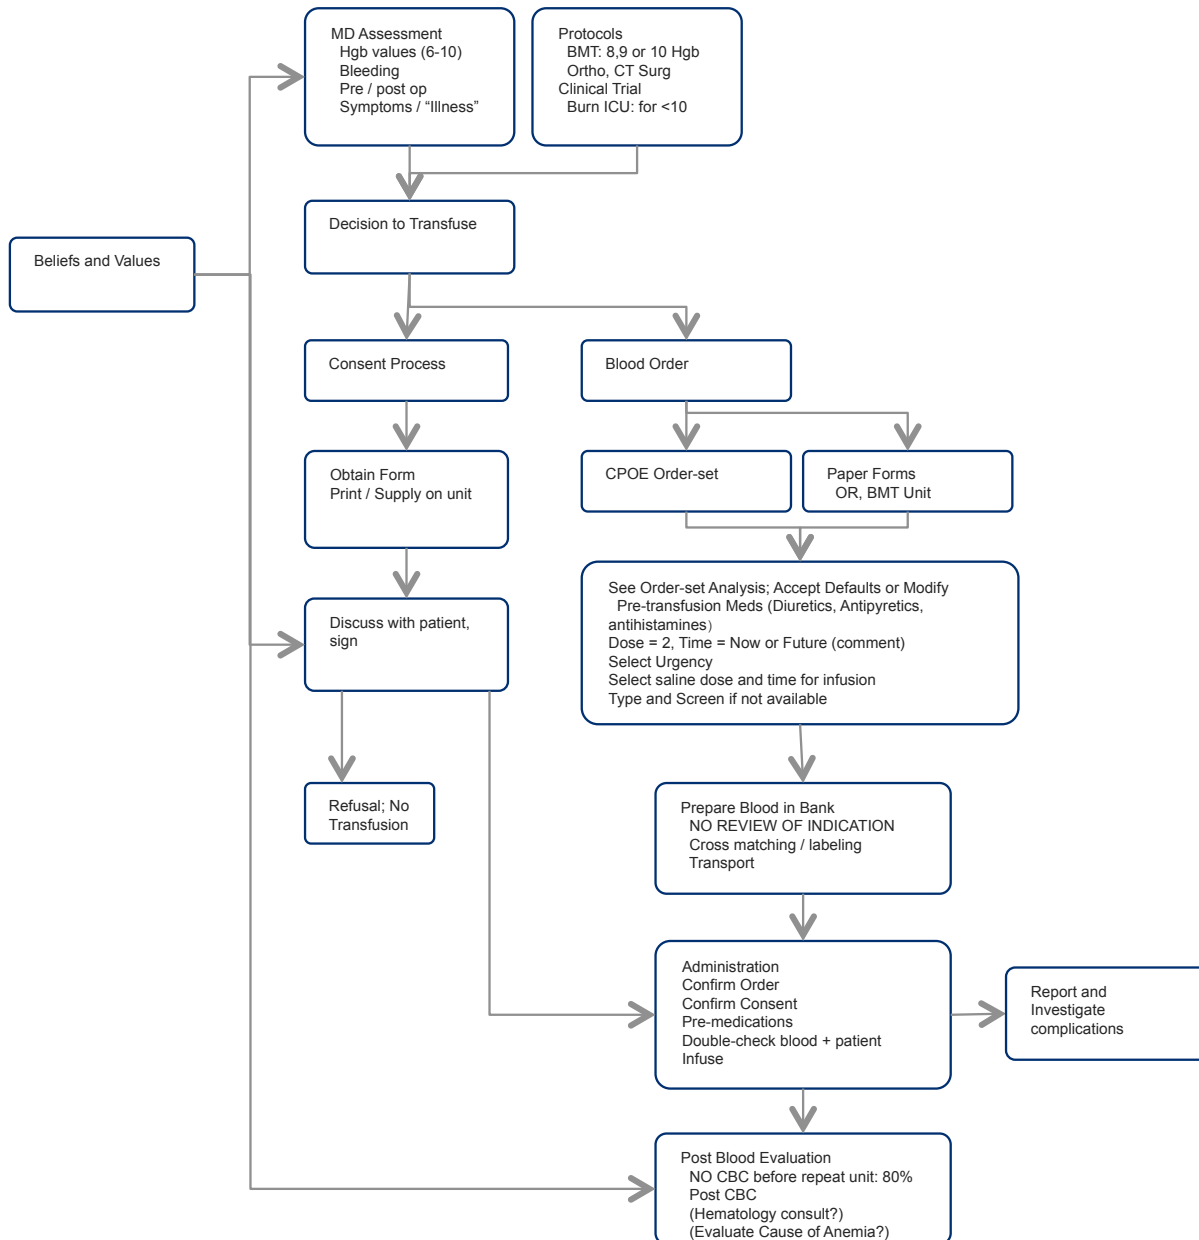 MD Assessment
Hgb values (6-10)
Bleeding
Pre / post op
Symptoms / “Illness”
Protocols
BMT: 8,9 or 10 Hgb
Ortho, CT Surg
Clinical Trial
Burn ICU: for <10
Decision to Transfuse
Beliefs and Values
Consent Process
Blood Order
Obtain Form
Print / Supply on unit
CPOE Order-set
Paper Forms
OR, BMT Unit
Discuss with patient,
sign
See Order-set Analysis; Accept Defaults or Modify
Pre-transfusion Meds (Diuretics, Antipyretics,
antihistamines)
Dose = 2, Time = Now or Future (comment)
Select Urgency
Select saline dose and time for infusion
Type and Screen if not available
Refusal; No
Transfusion
Prepare Blood in Bank
NO REVIEW OF INDICATION
Cross matching / labeling
Transport
Administration
Confirm Order
Confirm Consent
Pre-medications
Double-check blood + patient
Infuse
Report and
Investigate
complications
Post Blood Evaluation
NO CBC before repeat unit: 80%
Post CBC
(Hematology consult?)
(Evaluate Cause of Anemia?)